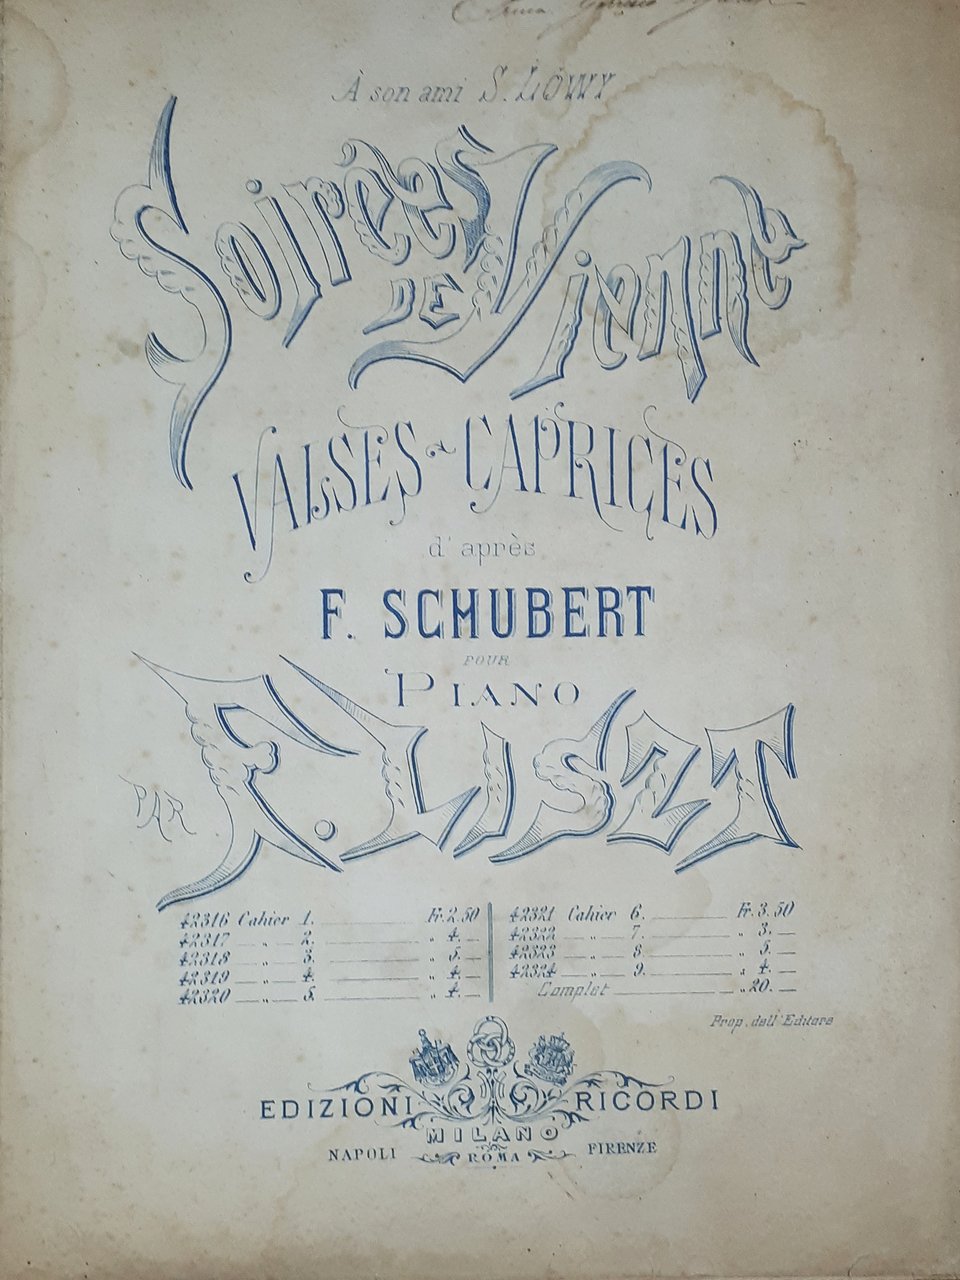 À son ami S. LÖWY
Soirées
DE Vienne
VALSES-CAPRICES
d'après
F. SCHUBERT
POUR
PIANO
PAR F. LISZT
42316 Cahier 1. Fr. 2.50
42317 „ 2. „ 4. —
42318 „ 3. „ 5. —
42319 „ 4. „ 4. —
42320 „ 5. „ 4. —
42321 Cahier 6. Fr. 3.50
42322 „ 7. „ 3. —
42323 „ 8. „ 5. —
42324 „ 9. „ 4. —
Complet „ 20. —
Prop. dell'Editore
EDIZIONI RICORDI
MILANO
NAPOLI ROMA FIRENZE